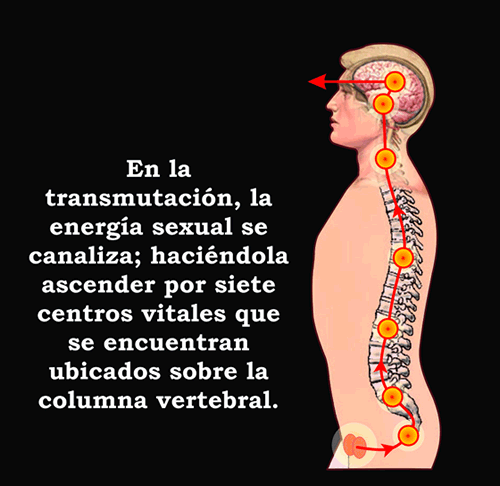 En la
transmutación, la
energía sexual se
canaliza; haciéndola
ascender por siete
centros vitales que
se encuentran
ubicados sobre la
columna vertebral.